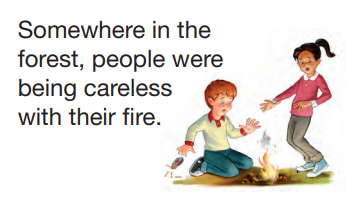 Somewhere in the
forest, people were
being careless
with their fire.